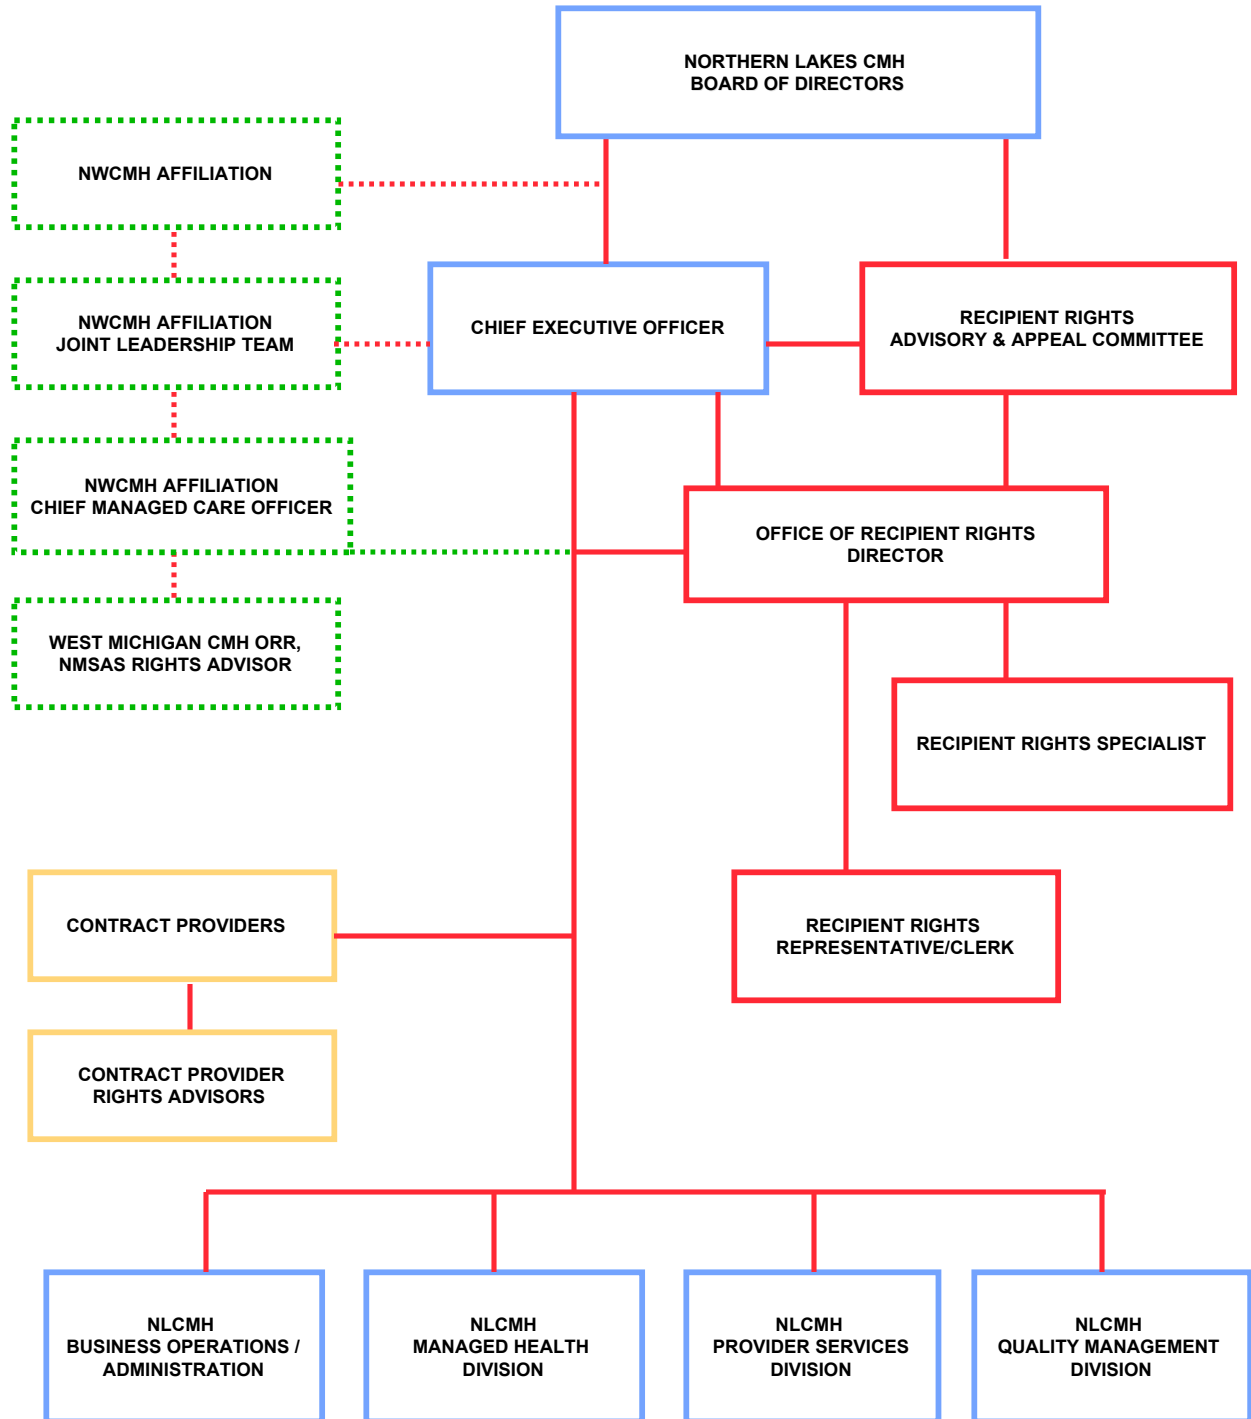 NORTHERN LAKES CMH
BOARD OF DIRECTORS
NWCMH AFFILIATION
NWCMH AFFILIATION
JOINT LEADERSHIP TEAM
CHIEF EXECUTIVE OFFICER
RECIPIENT RIGHTS
ADVISORY & APPEAL COMMITTEE
NWCMH AFFILIATION
CHIEF MANAGED CARE OFFICER
OFFICE OF RECIPIENT RIGHTS
DIRECTOR
WEST MICHIGAN CMH ORR,
NMSAS RIGHTS ADVISOR
RECIPIENT RIGHTS SPECIALIST
CONTRACT PROVIDERS
RECIPIENT RIGHTS
REPRESENTATIVE/CLERK
CONTRACT PROVIDER
RIGHTS ADVISORS
NLCMH
BUSINESS OPERATIONS /
ADMINISTRATION
NLCMH
MANAGED HEALTH
DIVISION
NLCMH
PROVIDER SERVICES
DIVISION
NLCMH
QUALITY MANAGEMENT
DIVISION